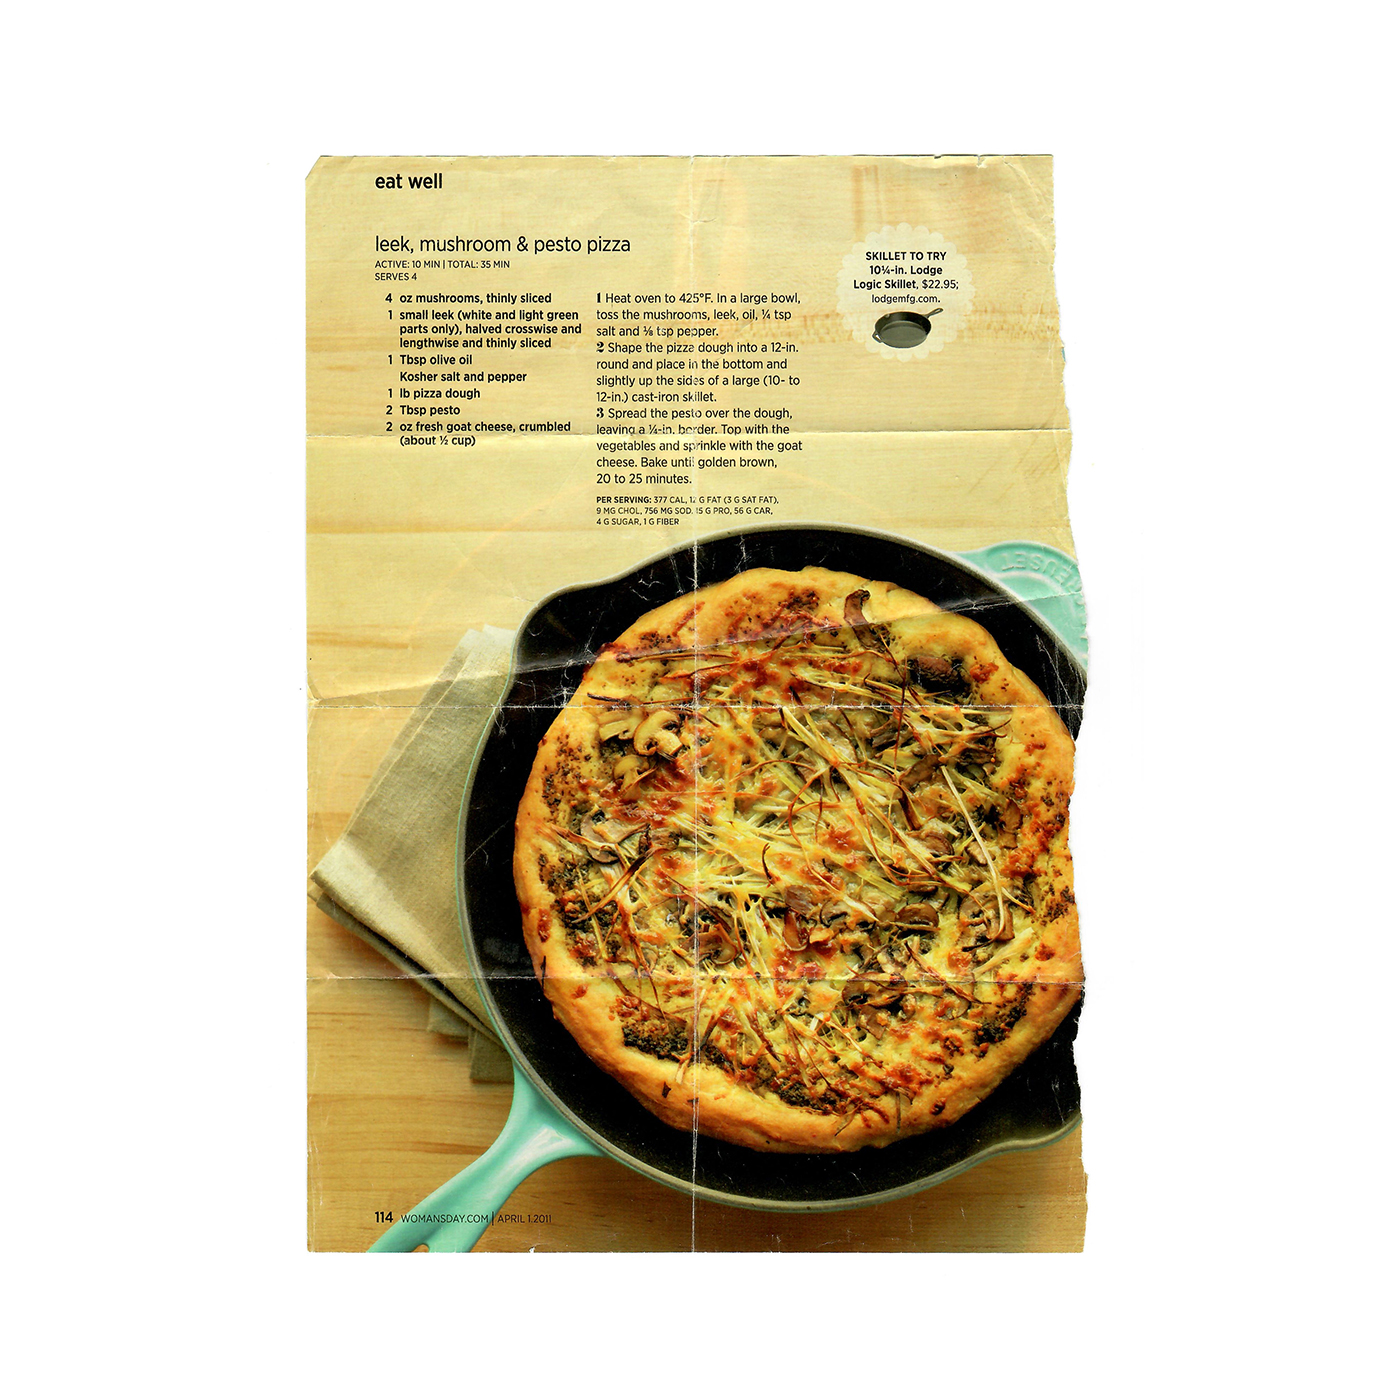 eat well
leek, mushroom & pesto pizza
ACTIVE: 10 MIN | TOTAL: 35 MIN
SERVES 4
4 oz mushrooms, thinly sliced
1 small leek (white and light green
parts only), halved crosswise and
lengthwise and thinly sliced
1 Tbsp olive oil
Kosher salt and pepper
1 lb pizza dough
2 Tbsp pesto
2 oz fresh goat cheese, crumbled
(about ½ cup)
1 Heat oven to 425°F. In a large bowl,
toss the mushrooms, leek, oil, ¼ tsp
salt and ⅛ tsp pepper.
2 Shape the pizza dough into a 12-in.
round and place in the bottom and
slightly up the sides of a large (10- to
12-in.) cast-iron skillet.
3 Spread the pesto over the dough,
leaving a ¼-in. border. Top with the
vegetables and sprinkle with the goat
cheese. Bake until golden brown,
20 to 25 minutes.
PER SERVING: 377 CAL, 12 G FAT (3 G SAT FAT),
9 MG CHOL, 756 MG SOD, 15 G PRO, 56 G CAR,
4 G SUGAR, 1 G FIBER
SKILLET TO TRY
10¼-in. Lodge
Logic Skillet, $22.95;
lodgemfg.com.
114 WOMANSDAY.COM | APRIL 1, 2011